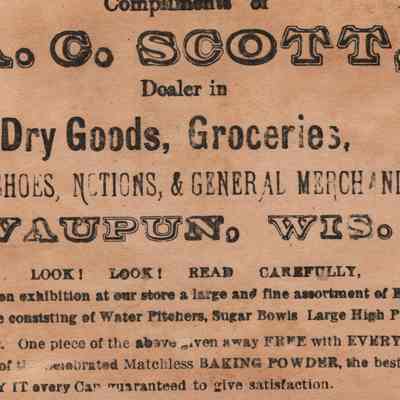 Compliments of
A. C. SCOTT,
Dealer in
Dry Goods, Groceries,
SHOES, NOTIONS, & GENERAL MERCHAND
WAUPUN, WIS.
LOOK! LOOK! READ CAREFULLY,
on exhibition at our store a large and fine assortment of
consisting of Water Pitchers, Sugar Bowls Large High
One piece of the above given away FREE with EVERY
of the celebrated Matchless BAKING POWDER, the best
IT every Can guaranteed to give satisfaction.